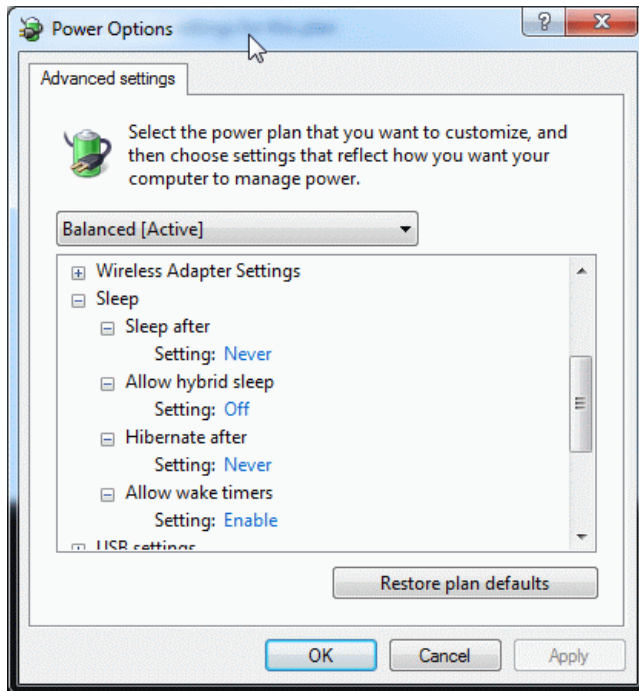 Power Options
Advanced settings
Select the power plan that you want to customize, and
then choose settings that reflect how you want your
computer to manage power.
Balanced [Active]
Wireless Adapter Settings
Sleep
Sleep after
Setting: Never
Allow hybrid sleep
Setting: Off
Hibernate after
Setting: Never
Allow wake timers
Setting: Enable
USB settings
Restore plan defaults
OK
Cancel
Apply